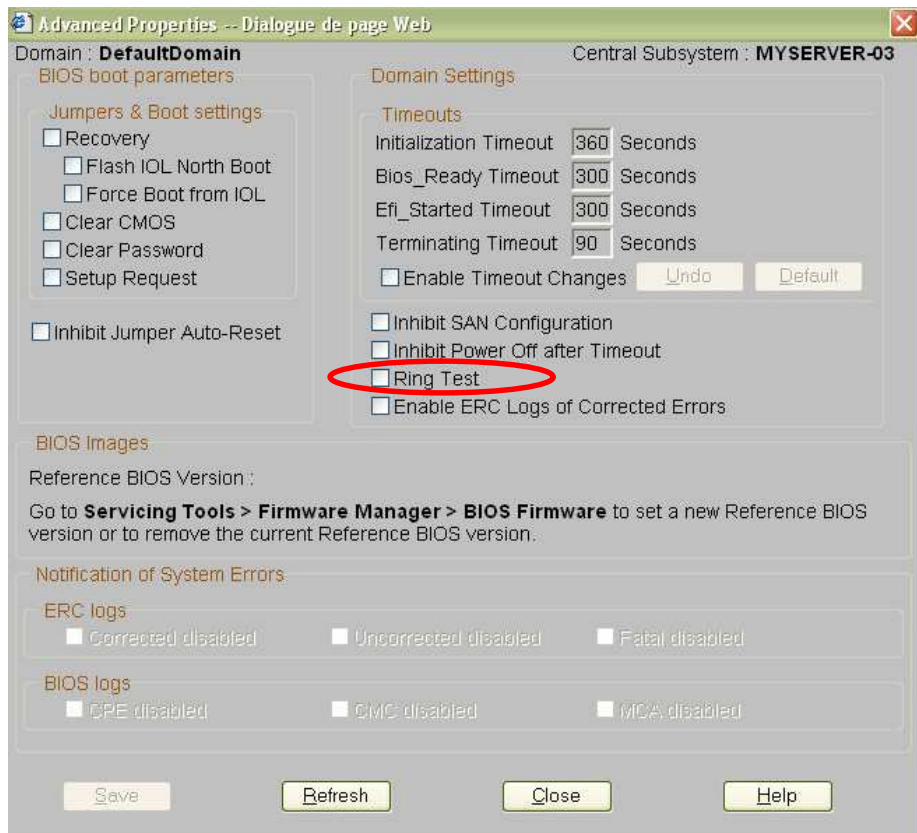 Advanced Properties -- Dialogue de page Web
Domain : DefaultDomain
Central Subsystem : MYSERVER-03
BIOS boot parameters
Jumpers & Boot settings
Recovery
Flash IOL North Boot
Force Boot from IOL
Clear CMOS
Clear Password
Setup Request
Inhibit Jumper Auto-Reset
Domain Settings
Timeouts
Initialization Timeout 360 Seconds
Bios_Ready Timeout 300 Seconds
Efi_Started Timeout 300 Seconds
Terminating Timeout 90 Seconds
Enable Timeout Changes Undo Default
Inhibit SAN Configuration
Inhibit Power Off after Timeout
Ring Test
Enable ERC Logs of Corrected Errors
BIOS Images
Reference BIOS Version :
Go to Servicing Tools > Firmware Manager > BIOS Firmware to set a new Reference BIOS
version or to remove the current Reference BIOS version.
Notification of System Errors
ERC logs
Corrected disabled Uncorrected disabled Fatal disabled
BIOS logs
CPE disabled CMC disabled MCA disabled
Save Refresh Close Help